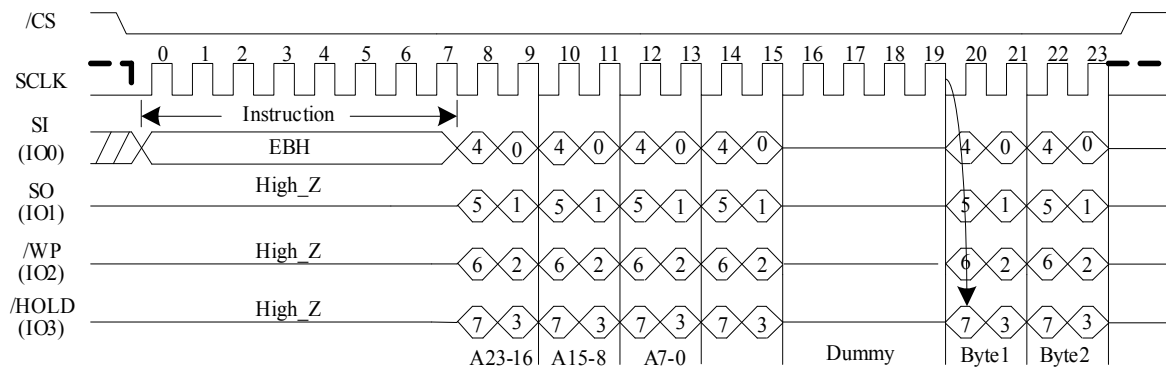 /CS
0 1 2 3 4 5 6 7 8 9 10 11 12 13 14 15 16 17 18 19 20 21 22 23
SCLK
Instruction
SI
(IO0)
EBH
4 0 4 0 4 0 4 0 4 0 4 0
High_Z
SO
(IO1)
5 1 5 1 5 1 5 1 5 1 5 1
High_Z
/WP
(IO2)
6 2 6 2 6 2 6 2 6 2 6 2
High_Z
/HOLD
(IO3)
7 3 7 3 7 3 7 3 7 3 7 3
A23-16 A15-8 A7-0 Dummy Byte1 Byte2